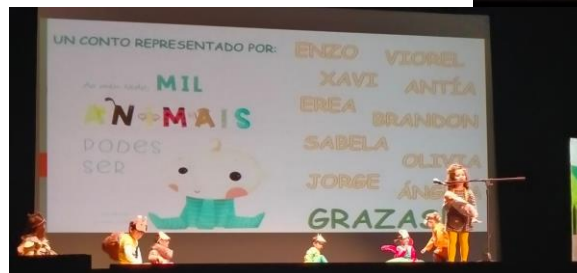 UN CONTO REPRESENTADO POR:
MIL
ANIMAIS
PODES
SER
ENZO VIOREL
XAVI ANTÍA
EREA
BRANDON
SABELA
OLIVIA
JORGE
GRAZAS